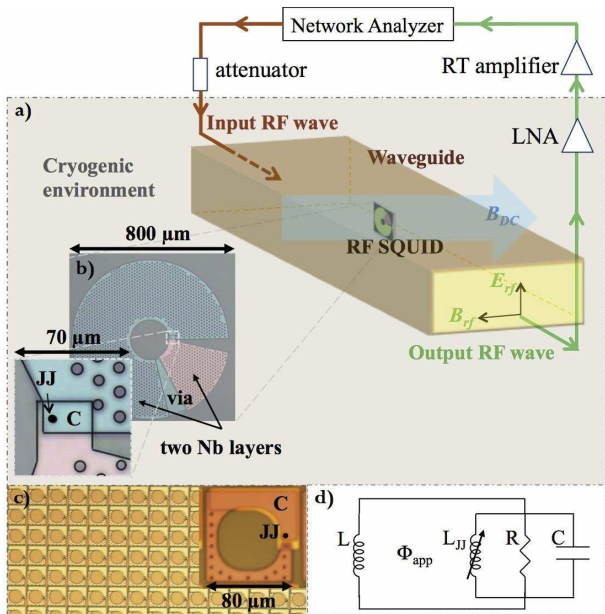 Network Analyzer
attenuator
RT amplifier
a)
Input RF wave
LNA
Cryogenic
environment
Waveguide
B_DC
800 µm
RF SQUID
b)
E_rf
70 µm
B_rf
JJ
Output RF wave
C
via
two Nb layers
c)
C
JJ
80 µm
d)
L
Φ_app
L_JJ
R
C